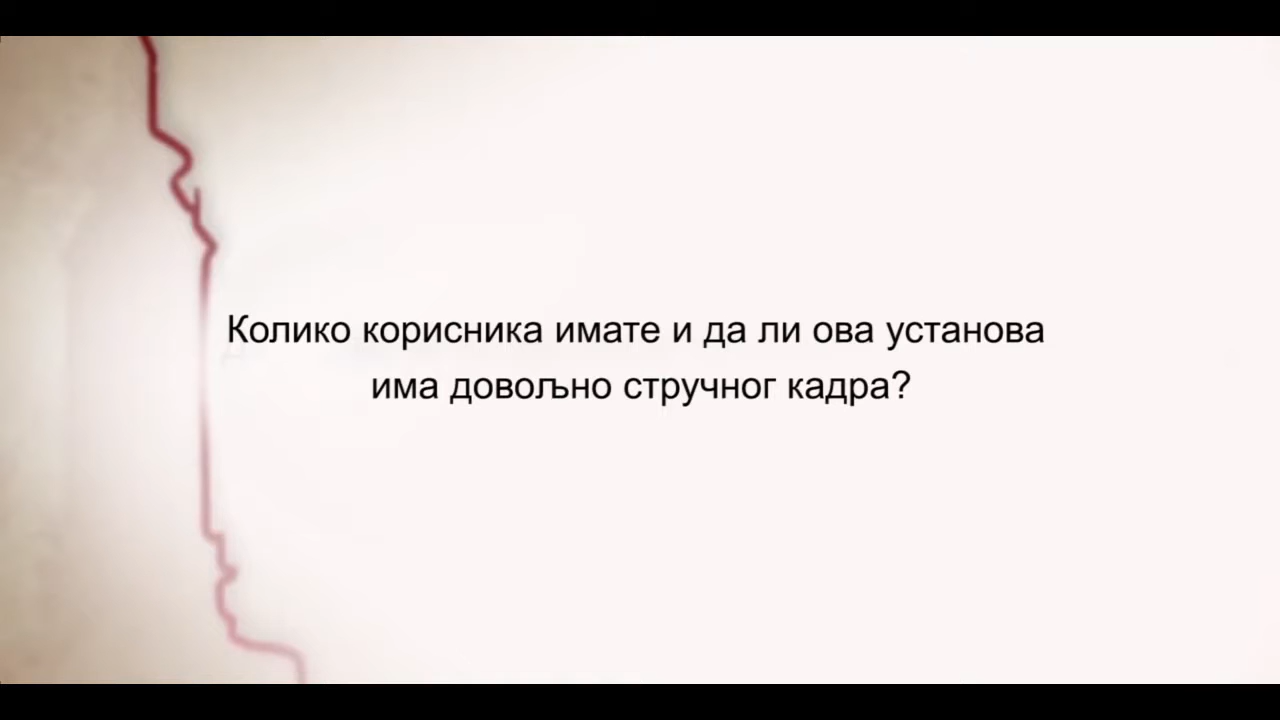 Колико корисника имате и да ли ова установа
има довољно стручног кадра?